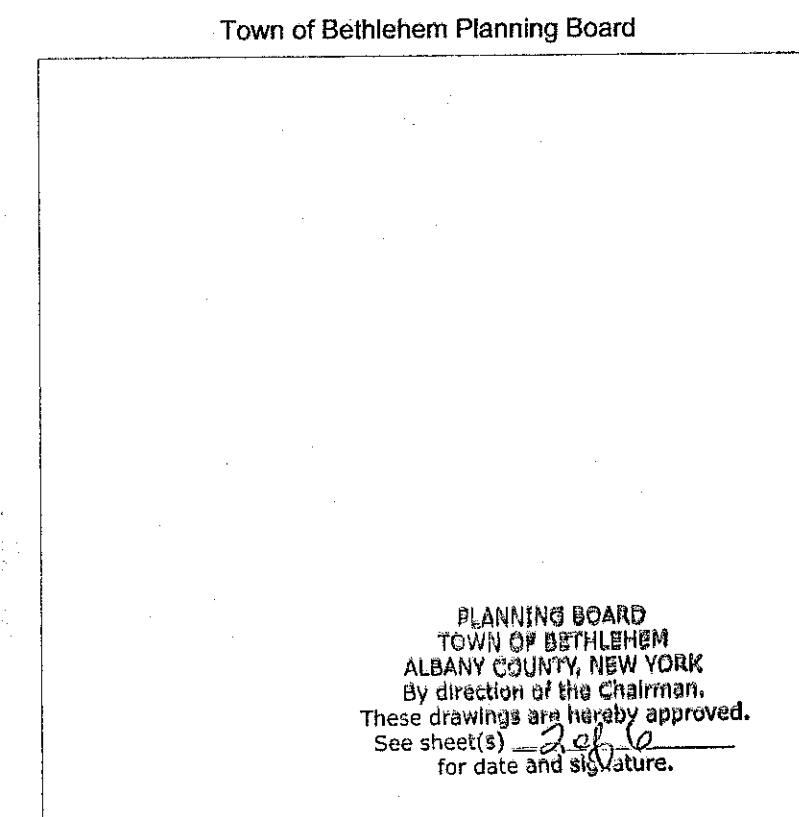 Town of Bethlehem Planning Board
PLANNING BOARD
TOWN OF BETHLEHEM
ALBANY COUNTY, NEW YORK
By direction of the Chairman.
These drawings are hereby approved.
See sheet(s) 2 of 6
for date and signature.